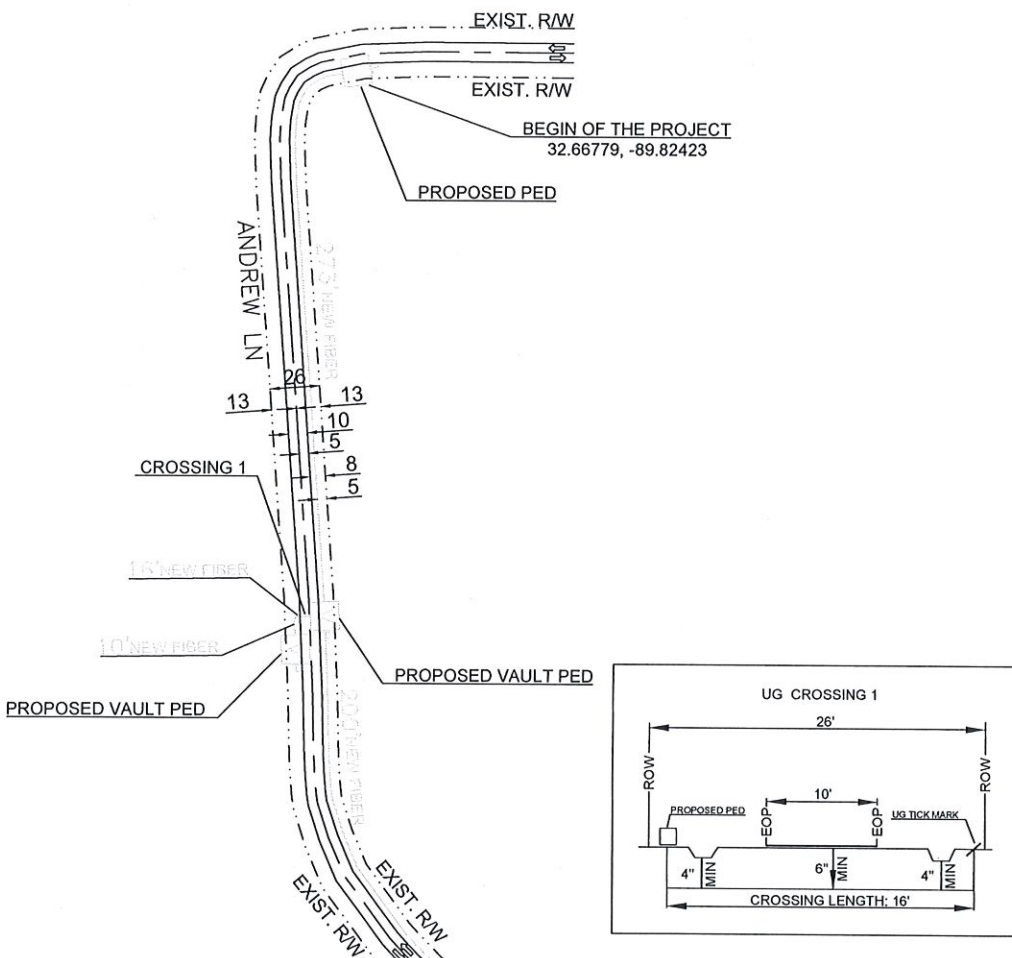 EXIST. R/W
EXIST. R/W
BEGIN OF THE PROJECT
32.66779, -89.82423
PROPOSED PED
ANDREW LN
273' NEW FIBER
26
13
13
10
5
8
5
CROSSING 1
16' NEW FIBER
10' NEW FIBER
PROPOSED VAULT PED
PROPOSED VAULT PED
200' NEW FIBER
EXIST. R/W
EXIST. R/W
UG CROSSING 1
26'
ROW
ROW
PROPOSED PED
10'
EOP
EOP
UG TICK MARK
4"
MIN
6"
MIN
4"
MIN
CROSSING LENGTH: 16'